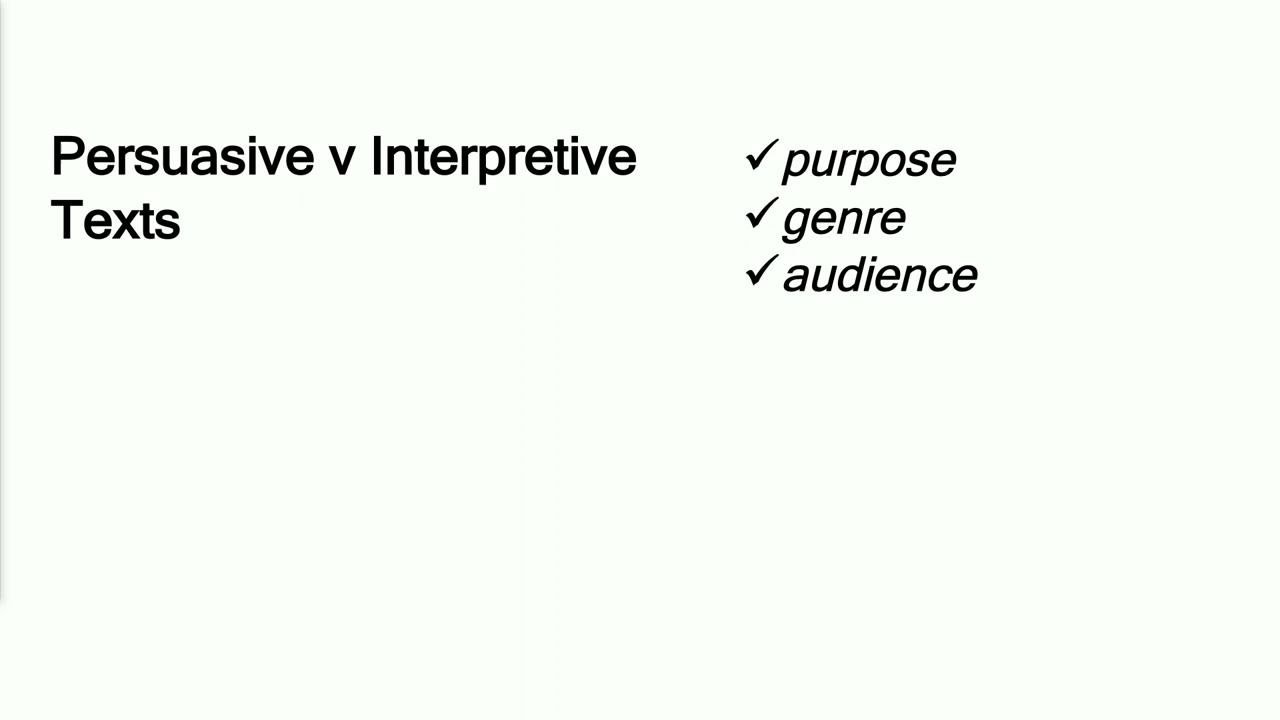 Persuasive v Interpretive
Texts
✓purpose
✓genre
✓audience